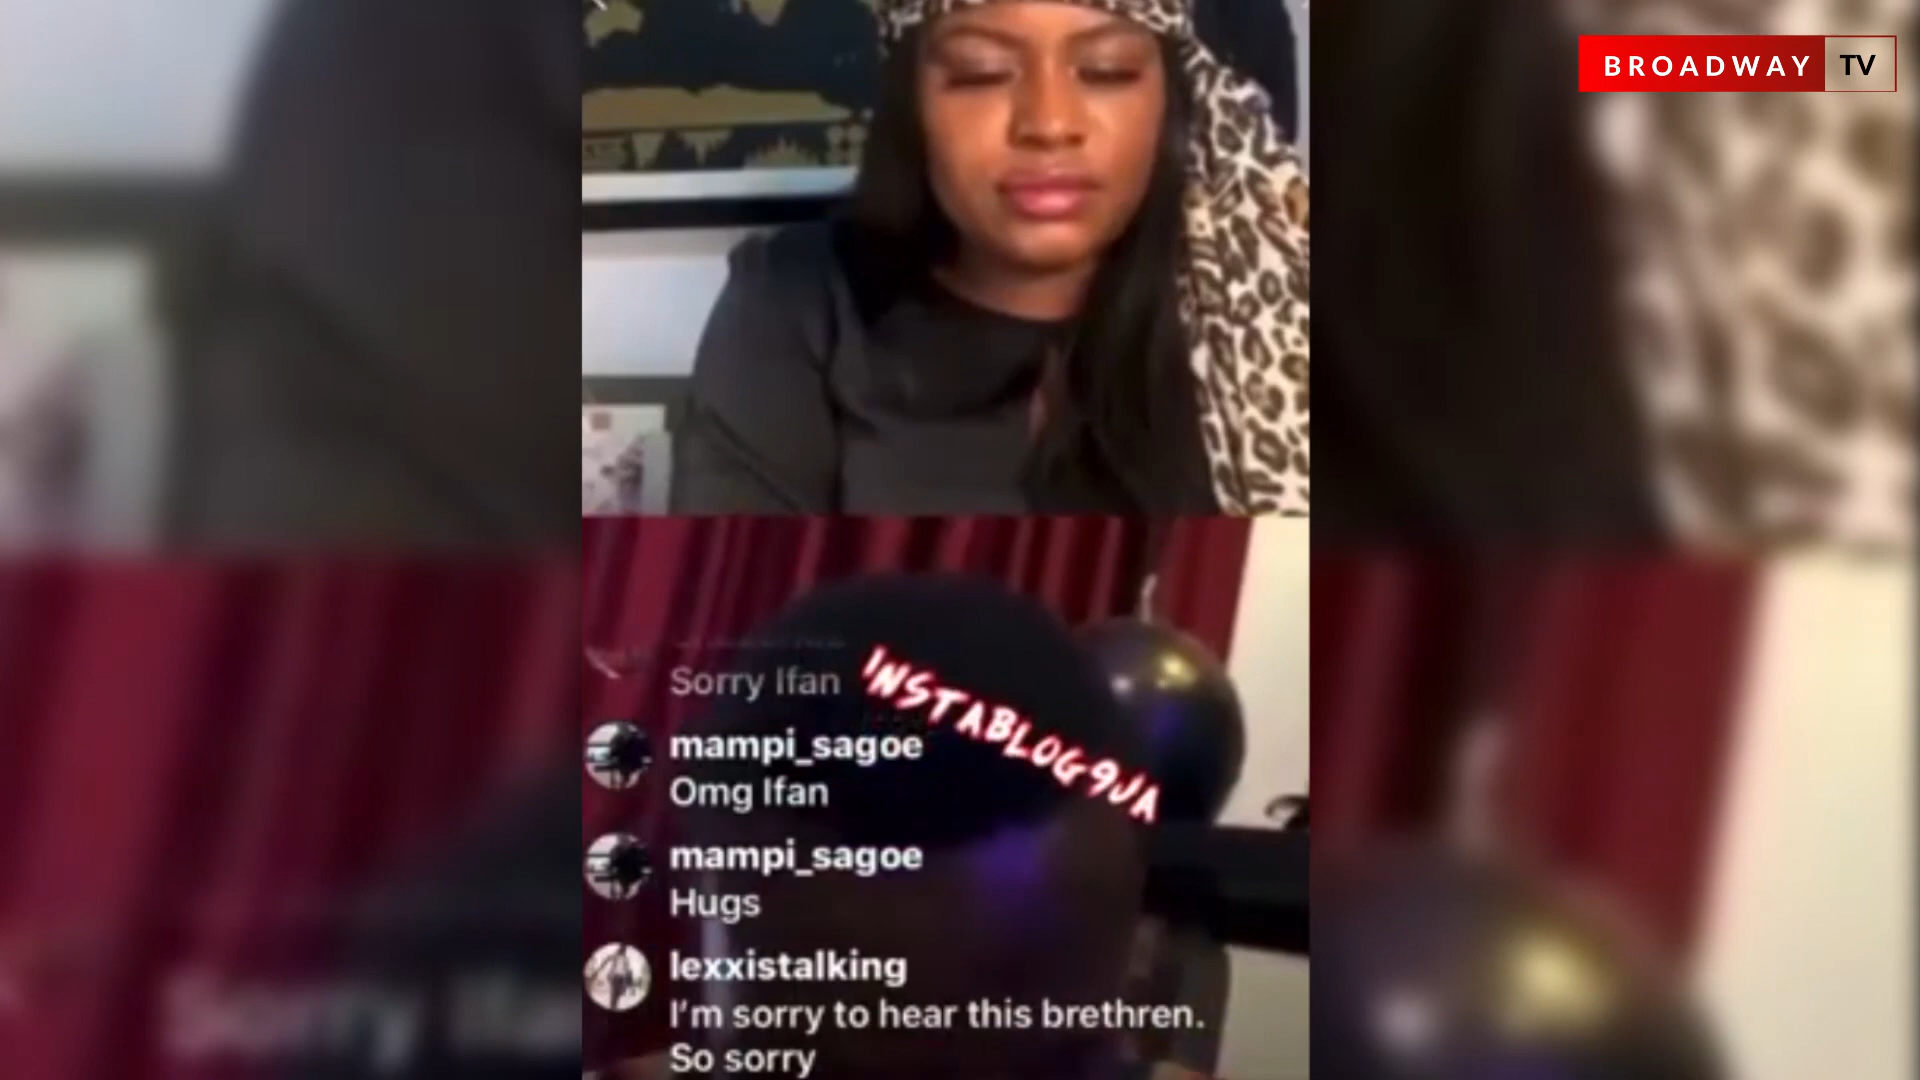 BROADWAY TV
Sorry Ifan
INSTABLOG9JA
mampi_sagoe
Omg Ifan
mampi_sagoe
Hugs
lexxistalking
I'm sorry to hear this brethren.
So sorry